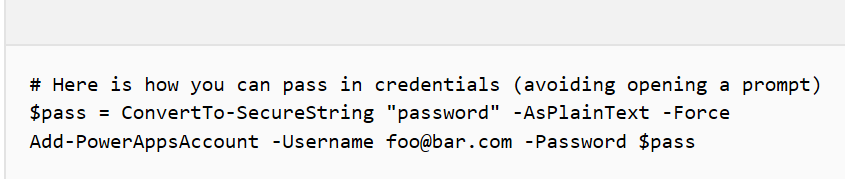 # Here is how you can pass in credentials (avoiding opening a prompt)
$pass = ConvertTo-SecureString "password" -AsPlainText -Force
Add-PowerAppsAccount -Username foo@bar.com -Password $pass